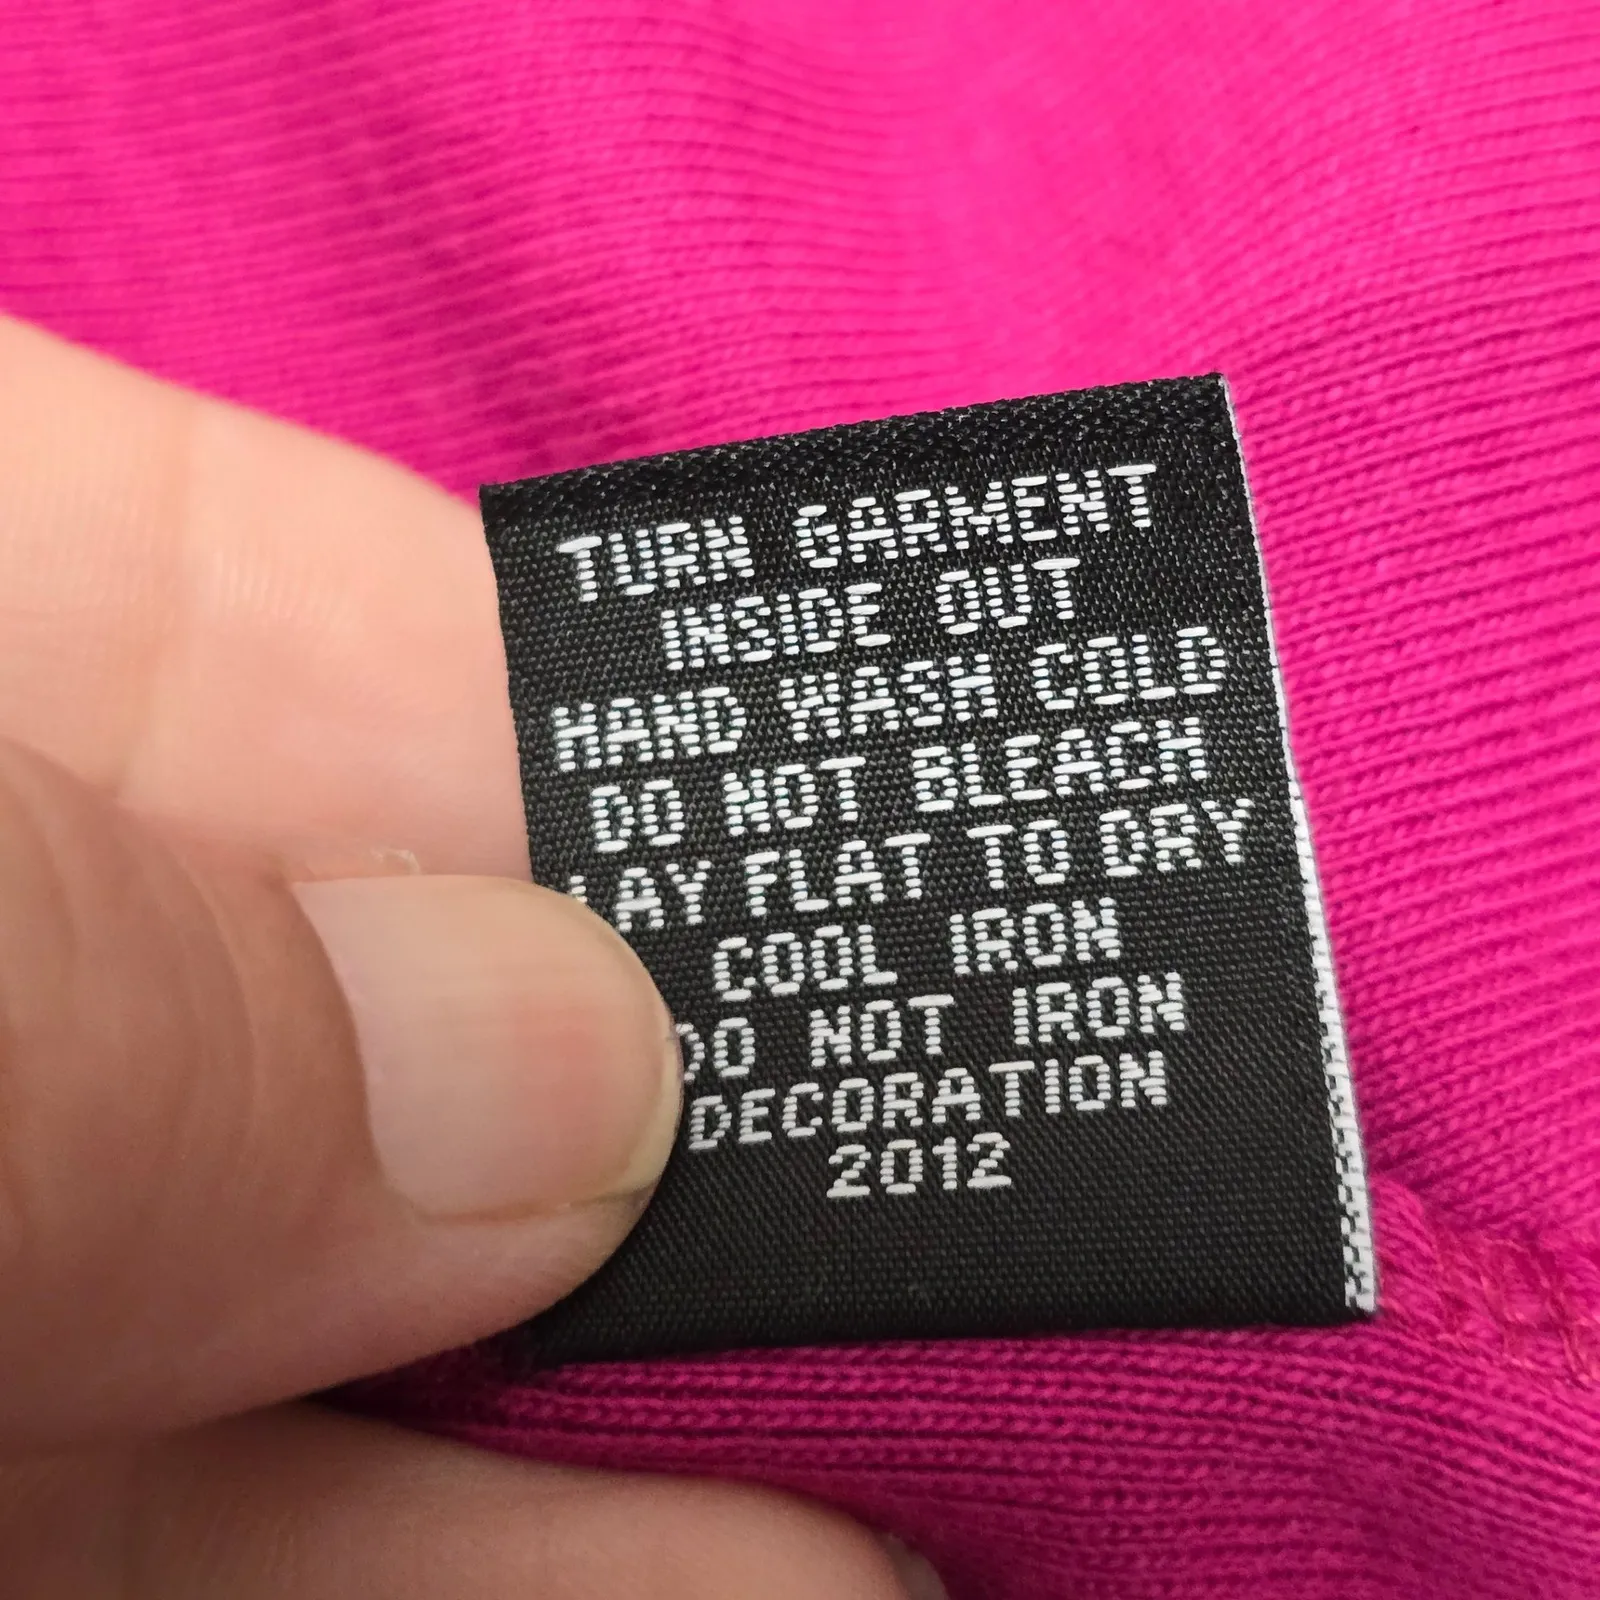 TURN GARMENT
INSIDE OUT
HAND WASH COLD
DO NOT BLEACH
LAY FLAT TO DRY
COOL IRON
DO NOT IRON
DECORATION
2012